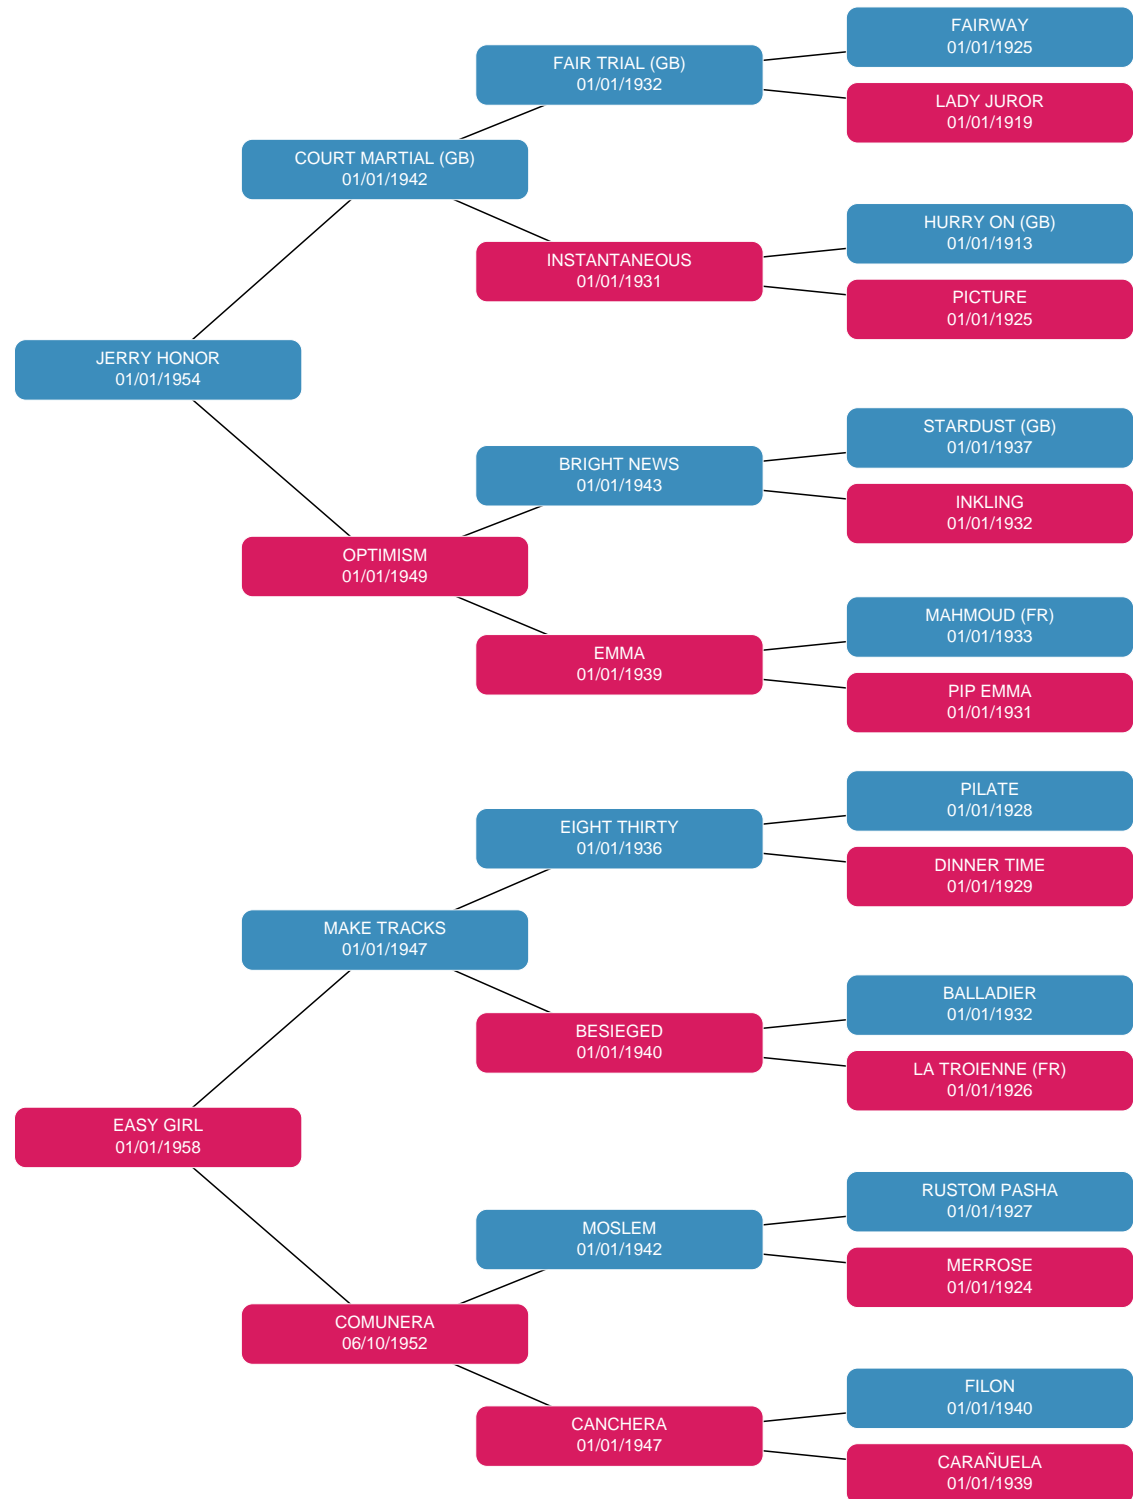 FAIRWAY
01/01/1925
FAIR TRIAL (GB)
01/01/1932
LADY JUROR
01/01/1919
COURT MARTIAL (GB)
01/01/1942
HURRY ON (GB)
01/01/1913
INSTANTANEOUS
01/01/1931
PICTURE
01/01/1925
JERRY HONOR
01/01/1954
STARDUST (GB)
01/01/1937
BRIGHT NEWS
01/01/1943
INKLING
01/01/1932
OPTIMISM
01/01/1949
MAHMOUD (FR)
01/01/1933
EMMA
01/01/1939
PIP EMMA
01/01/1931
PILATE
01/01/1928
EIGHT THIRTY
01/01/1936
DINNER TIME
01/01/1929
MAKE TRACKS
01/01/1947
BALLADIER
01/01/1932
BESIEGED
01/01/1940
LA TROIENNE (FR)
01/01/1926
EASY GIRL
01/01/1958
RUSTOM PASHA
01/01/1927
MOSLEM
01/01/1942
MERROSE
01/01/1924
COMUNERA
06/10/1952
FILON
01/01/1940
CANCHERA
01/01/1947
CARAÑUELA
01/01/1939